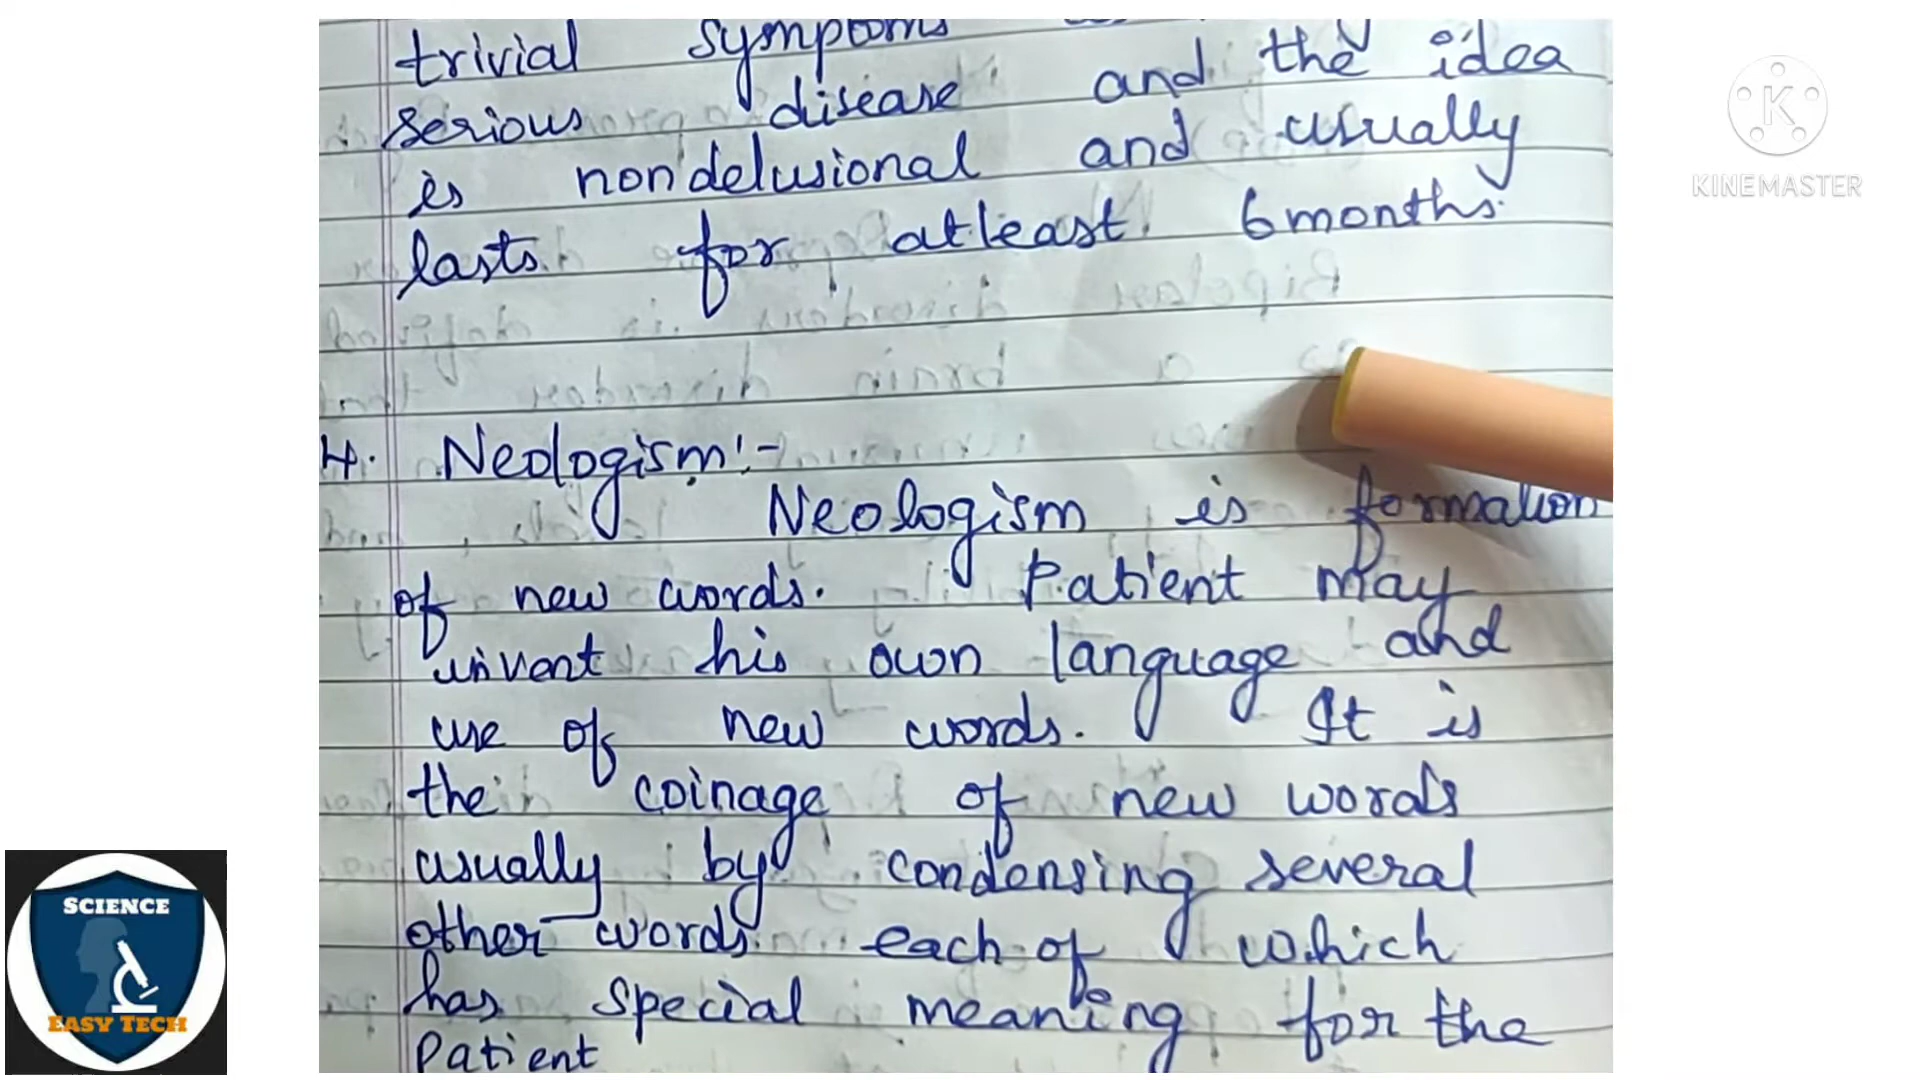 trivial symptoms
serious disease and the idea
is nondelusional and usually
lasts for atleast 6 months.
4. Neologism:-
Neologism is formation
of new words. Patient may
invent his own language and
use of new words. It is
the coinage of new words
usually by condensing several
other words each of which
has special meaning for the
Patient
KINEMASTER
SCIENCE
EASY TECH